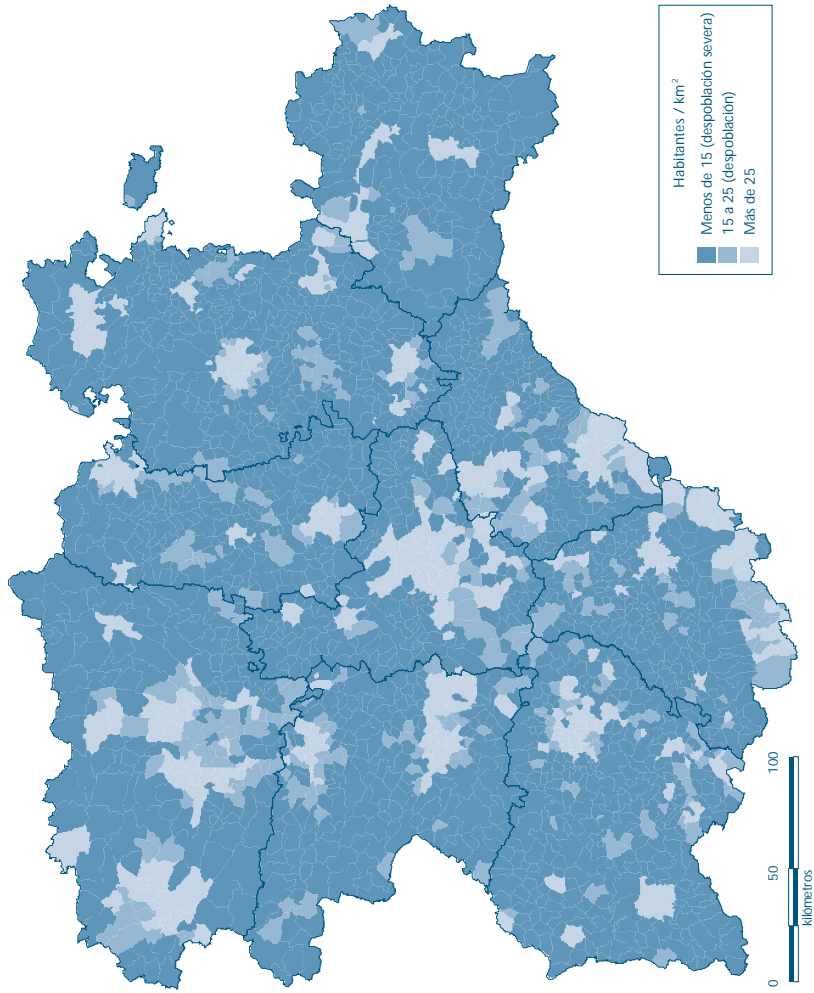 Habitantes / km²
Menos de 15 (despoblación severa)
15 a 25 (despoblación)
Más de 25
0 50 100
kilómetros